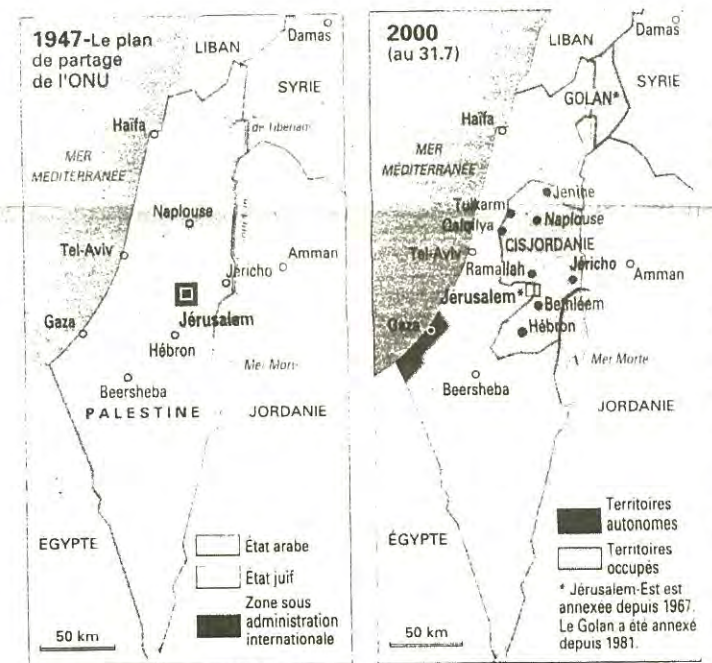 1947-Le plan
de partage
de l'ONU
LIBAN
Damas
SYRIE
Haïfa
de Tibériade
MER
MÉDITERRANÉE
Naplouse
Tel-Aviv
Amman
Jéricho
Jérusalem
Gaza
Hébron
Mer Morte
Beersheba
PALESTINE
JORDANIE
ÉGYPTE
État arabe
État juif
Zone sous
administration
internationale
50 km
2000
(au 31.7)
LIBAN
Damas
SYRIE
GOLAN*
Haïfa
MER
MÉDITERRANÉE
Jenine
Tulkarm
Naplouse
Qalqilya
CISJORDANIE
Tel-Aviv
Ramallah
Jéricho
Amman
Jérusalem*
Bethléem
Gaza
Hébron
Mer Morte
Beersheba
JORDANIE
ÉGYPTE
Territoires
autonomes
Territoires
occupés
* Jérusalem-Est est
annexée depuis 1967.
Le Golan a été annexé
depuis 1981.
50 km